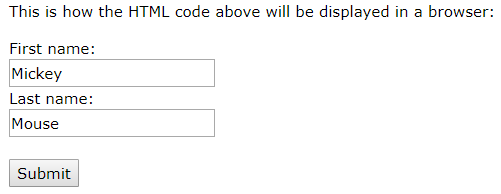 This is how the HTML code above will be displayed in a browser:
First name:
Mickey
Last name:
Mouse
Submit